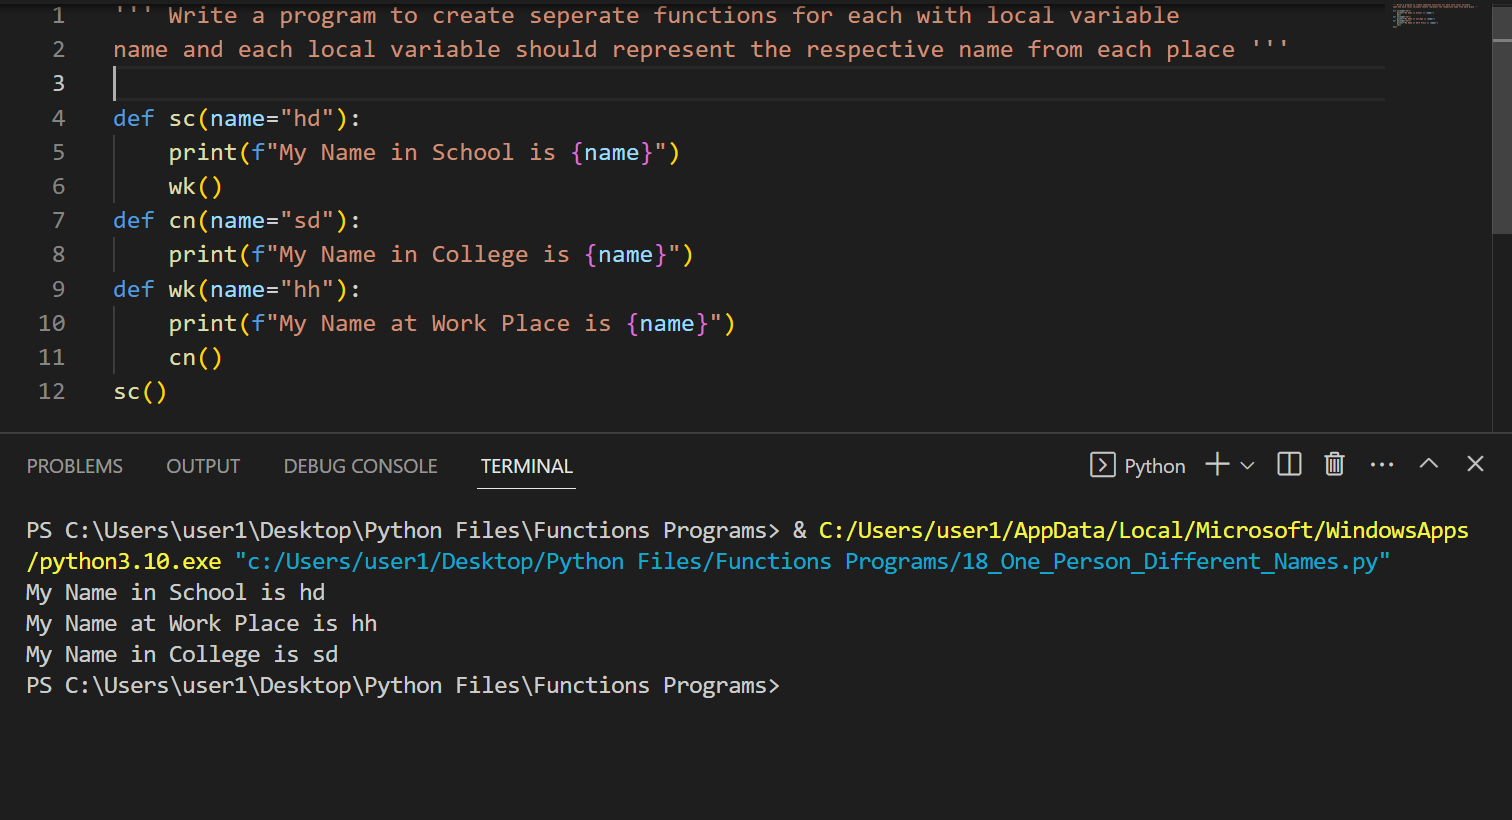 1 ''' Write a program to create seperate functions for each with local variable
2 name and each local variable should represent the respective name from each place '''
3
4 def sc(name="hd"):
5     print(f"My Name in School is {name}")
6     wk()
7 def cn(name="sd"):
8     print(f"My Name in College is {name}")
9 def wk(name="hh"):
10     print(f"My Name at Work Place is {name}")
11     cn()
12 sc()
PROBLEMS OUTPUT DEBUG CONSOLE TERMINAL Python
PS C:\Users\user1\Desktop\Python Files\Functions Programs> & C:/Users/user1/AppData/Local/Microsoft/WindowsApps
/python3.10.exe "c:/Users/user1/Desktop/Python Files/Functions Programs/18_One_Person_Different_Names.py"
My Name in School is hd
My Name at Work Place is hh
My Name in College is sd
PS C:\Users\user1\Desktop\Python Files\Functions Programs>